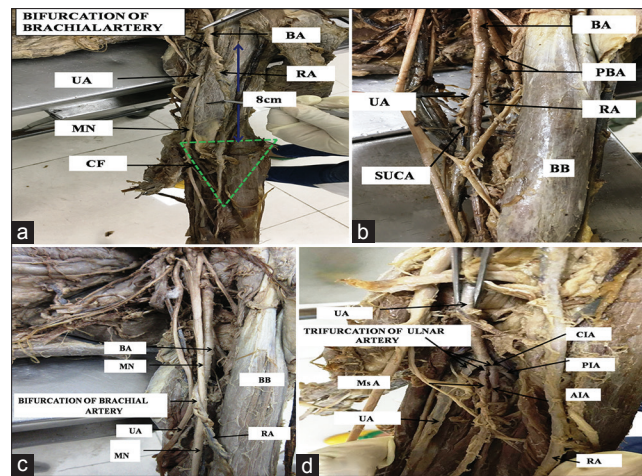 BIFURCATION OF
BRACHIALARTERY
BA
UA
RA
8cm
MN
CF
a
BA
PBA
UA
RA
SUCA
BB
b
BA
MN
BB
BIFURCATION OF BRACHIAL
ARTERY
UA
RA
MN
c
UA
TRIFURCATION OF ULNAR
ARTERY
CIA
PIA
MsA
AIA
UA
RA
d